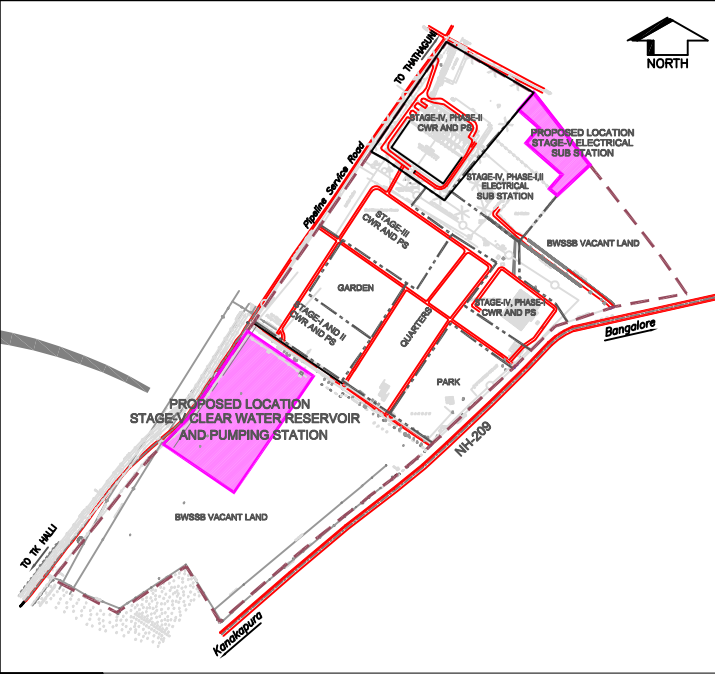 NORTH
TO THATHAGUNI
STAGE-IV, PHASE-II
CWR AND PS
PROPOSED LOCATION
STAGE-V ELECTRICAL
SUB STATION
Pipeline Service Road
STAGE-IV, PHASE-I,II
ELECTRICAL
SUB STATION
STAGE-III
CWR AND PS
BWSSB VACANT LAND
GARDEN
STAGE-I AND II
CWR AND PS
QUARTERS
STAGE-IV, PHASE-I
CWR AND PS
Bangalore
PARK
PROPOSED LOCATION
STAGE-V CLEAR WATER RESERVOIR
AND PUMPING STATION
NH-209
BWSSB VACANT LAND
TO TK HALLI
Kanakapura